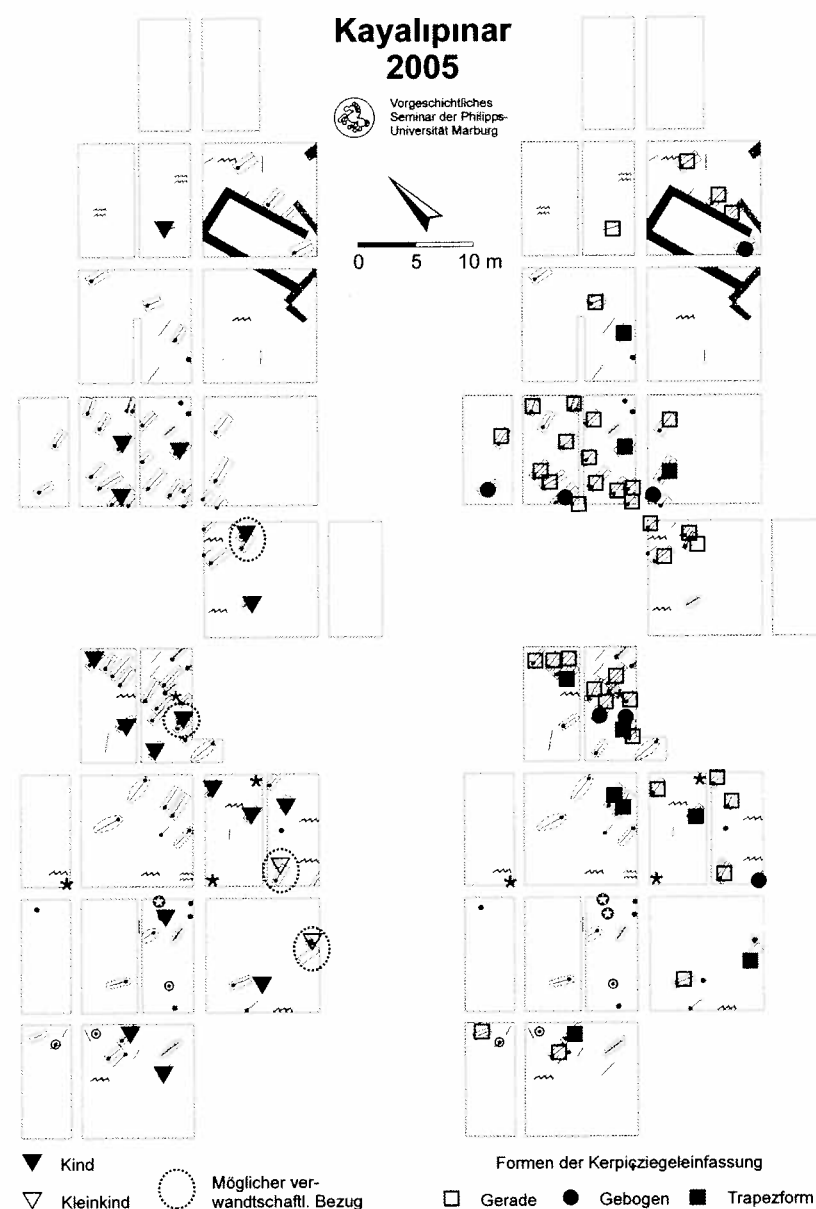 Kayalıpınar
2005
Vorgeschichtliches
Seminar der Philipps-
Universität Marburg
0 5 10 m
Kind
Kleinkind
Möglicher ver-
wandtschaftl. Bezug
Formen der Kerpiçziegeleinfassung
Gerade
Gebogen
Trapezform